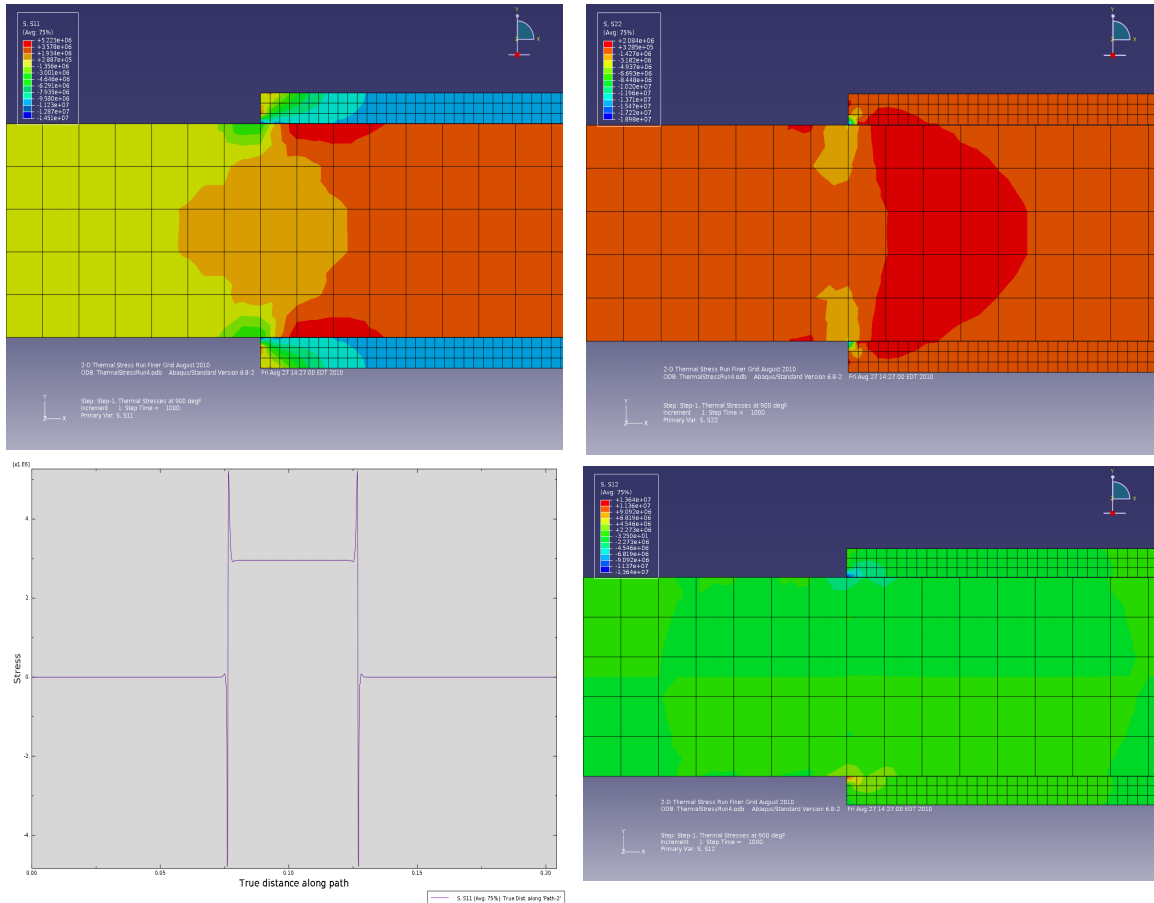 S, S11
(Avg: 75%)
+5.223e+06
+3.578e+06
+1.934e+06
+2.887e+05
-1.356e+06
-3.001e+06
-4.646e+06
-6.291e+06
-7.935e+06
-9.580e+06
-1.123e+07
-1.287e+07
-1.451e+07
Y
X
Z
2-D Thermal Stress Run Finer Grid August 2010
ODB: ThermalStressRun4.odb Abaqus/Standard Version 6.8-2 Fri Aug 27 14:27:00 EDT 2010
Y
Z X
Step: Step-1, Thermal Stresses at 900 degF
Increment 1: Step Time = 1000.
Primary Var: S, S11
S, S22
(Avg: 75%)
+2.084e+06
+3.285e+05
-1.427e+06
-3.182e+06
-4.937e+06
-6.693e+06
-8.448e+06
-1.020e+07
-1.196e+07
-1.371e+07
-1.547e+07
-1.722e+07
-1.898e+07
Y
X
Z
2-D Thermal Stress Run Finer Grid August 2010
ODB: ThermalStressRun4.odb Abaqus/Standard Version 6.8-2 Fri Aug 27 14:27:00 EDT 2010
Y
Z X
Step: Step-1, Thermal Stresses at 900 degF
Increment 1: Step Time = 1000.
Primary Var: S, S22
[x1.E6]
4.
2.
0.
-2.
-4.
Stress
0.00 0.05 0.10 0.15 0.20
True distance along path
S, S11 (Avg: 75%) True Dist. along 'Path-2'
S, S12
(Avg: 75%)
+1.364e+07
+1.136e+07
+9.092e+06
+6.819e+06
+4.546e+06
+2.273e+06
-3.250e+01
-2.273e+06
-4.546e+06
-6.819e+06
-9.092e+06
-1.137e+07
-1.364e+07
Y
X
Z
2-D Thermal Stress Run Finer Grid August 2010
ODB: ThermalStressRun4.odb Abaqus/Standard Version 6.8-2 Fri Aug 27 14:27:00 EDT 2010
Y
Z X
Step: Step-1, Thermal Stresses at 900 degF
Increment 1: Step Time = 1000.
Primary Var: S, S12